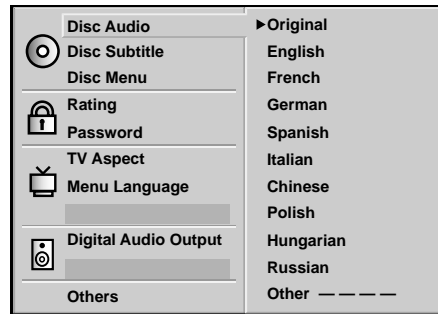 Disc Audio
Disc Subtitle
Disc Menu
Rating
Password
TV Aspect
Menu Language
Digital Audio Output
Others
▶Original
English
French
German
Spanish
Italian
Chinese
Polish
Hungarian
Russian
Other — — — —